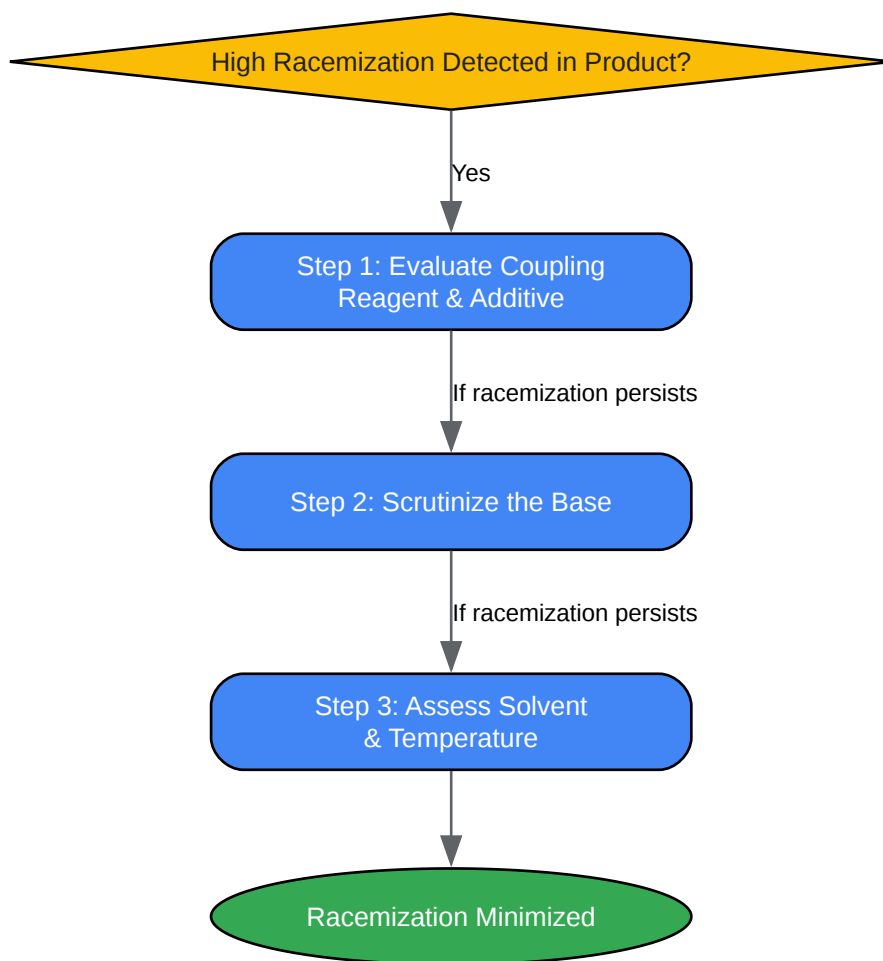 High Racemization Detected in Product?
Yes
Step 1: Evaluate Coupling
Reagent & Additive
If racemization persists
Step 2: Scrutinize the Base
If racemization persists
Step 3: Assess Solvent
& Temperature
Racemization Minimized